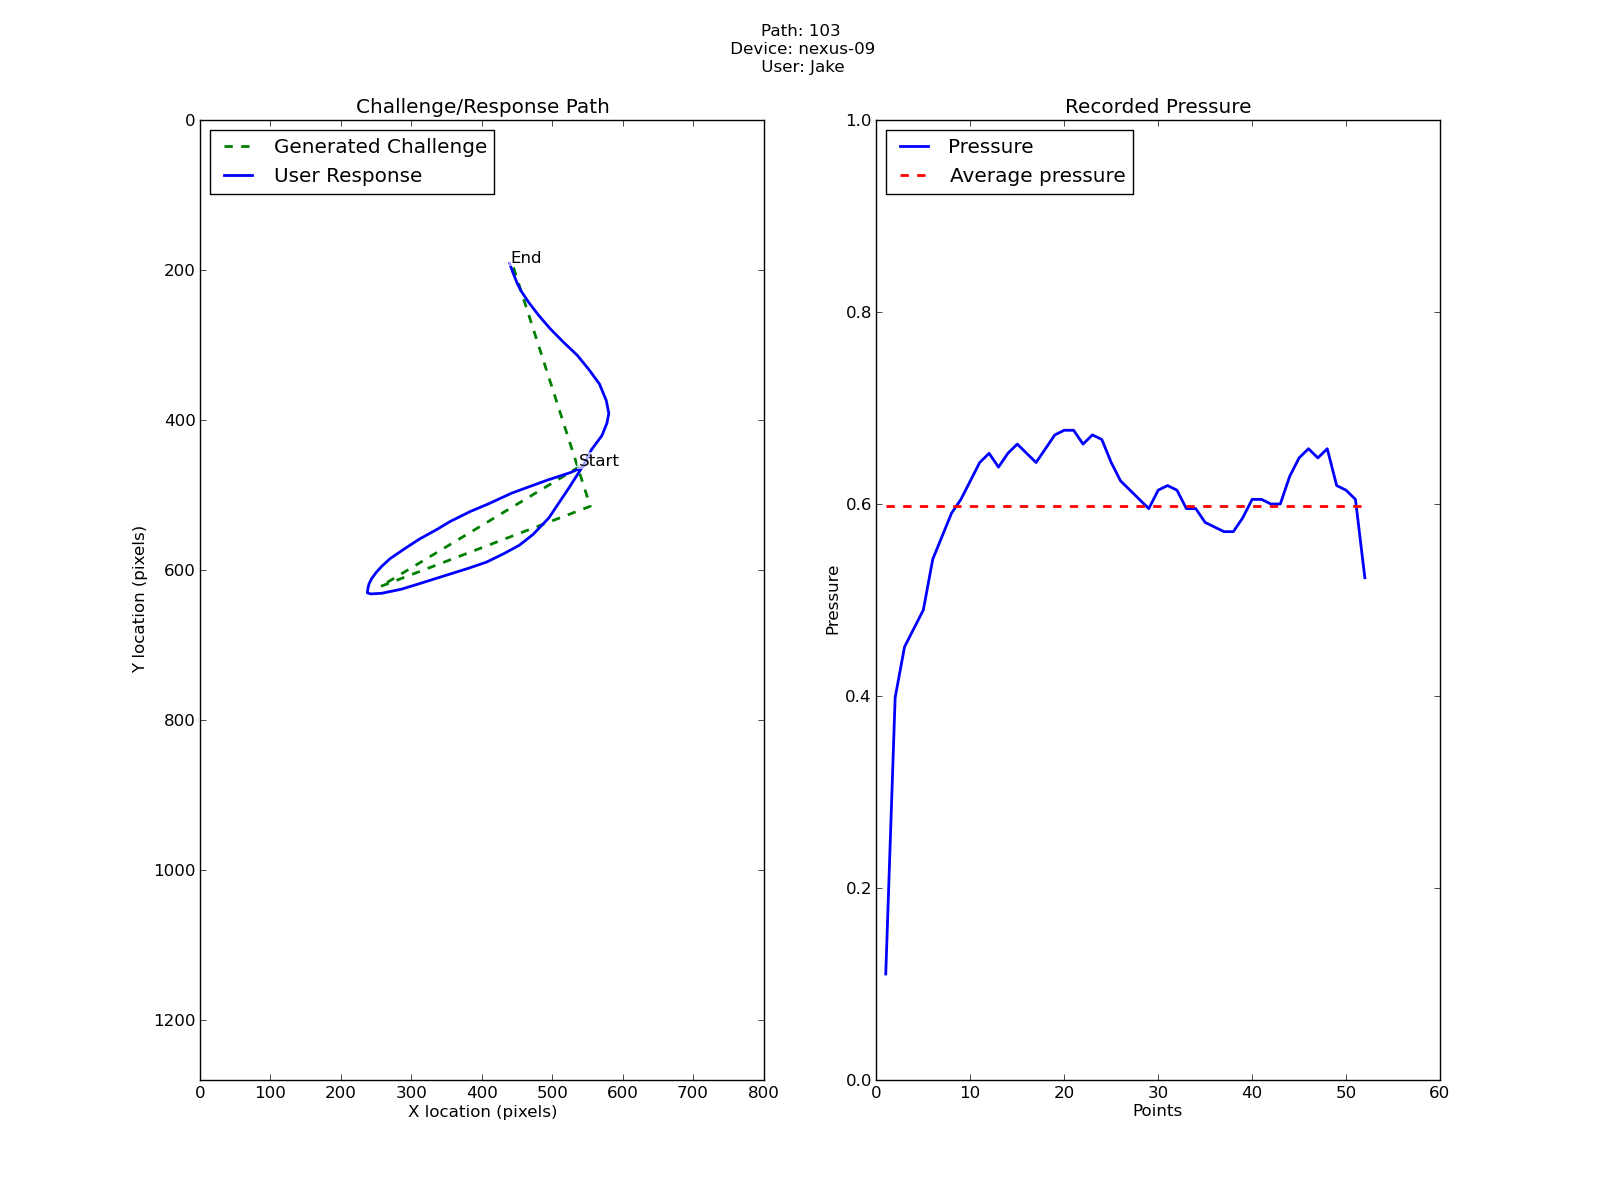 Path: 103
Device: nexus-09
User: Jake
Challenge/Response Path
Generated Challenge
User Response
End
Start
0
200
400
600
800
1000
1200
Y location (pixels)
0 100 200 300 400 500 600 700 800
X location (pixels)
Recorded Pressure
Pressure
Average pressure
1.0
0.8
0.6
0.4
0.2
0.0
Pressure
0 10 20 30 40 50 60
Points